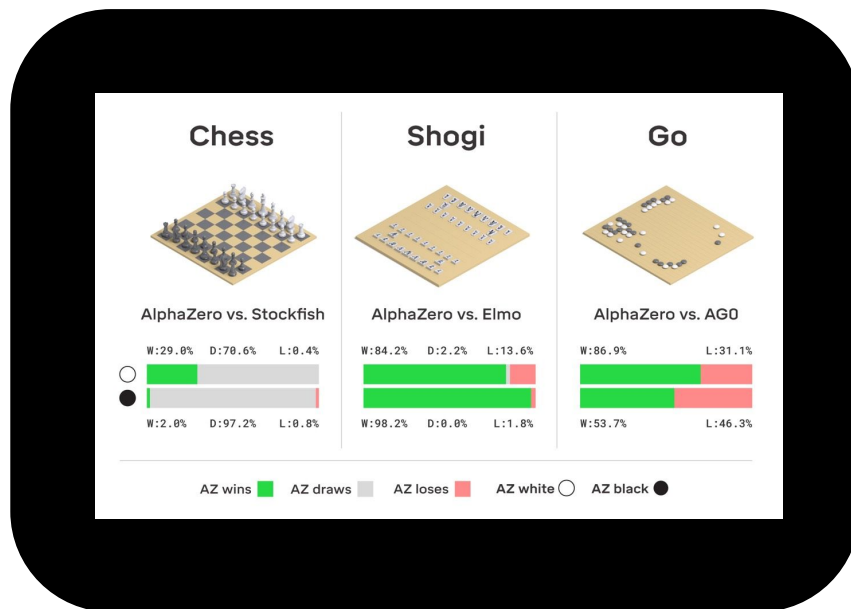 Chess
Shogi
Go
AlphaZero vs. Stockfish
AlphaZero vs. Elmo
AlphaZero vs. AG0
W:29.0% D:70.6% L:0.4%
W:84.2% D:2.2% L:13.6%
W:86.9% L:31.1%
W:2.0% D:97.2% L:0.8%
W:98.2% D:0.0% L:1.8%
W:53.7% L:46.3%
AZ wins AZ draws AZ loses AZ white AZ black